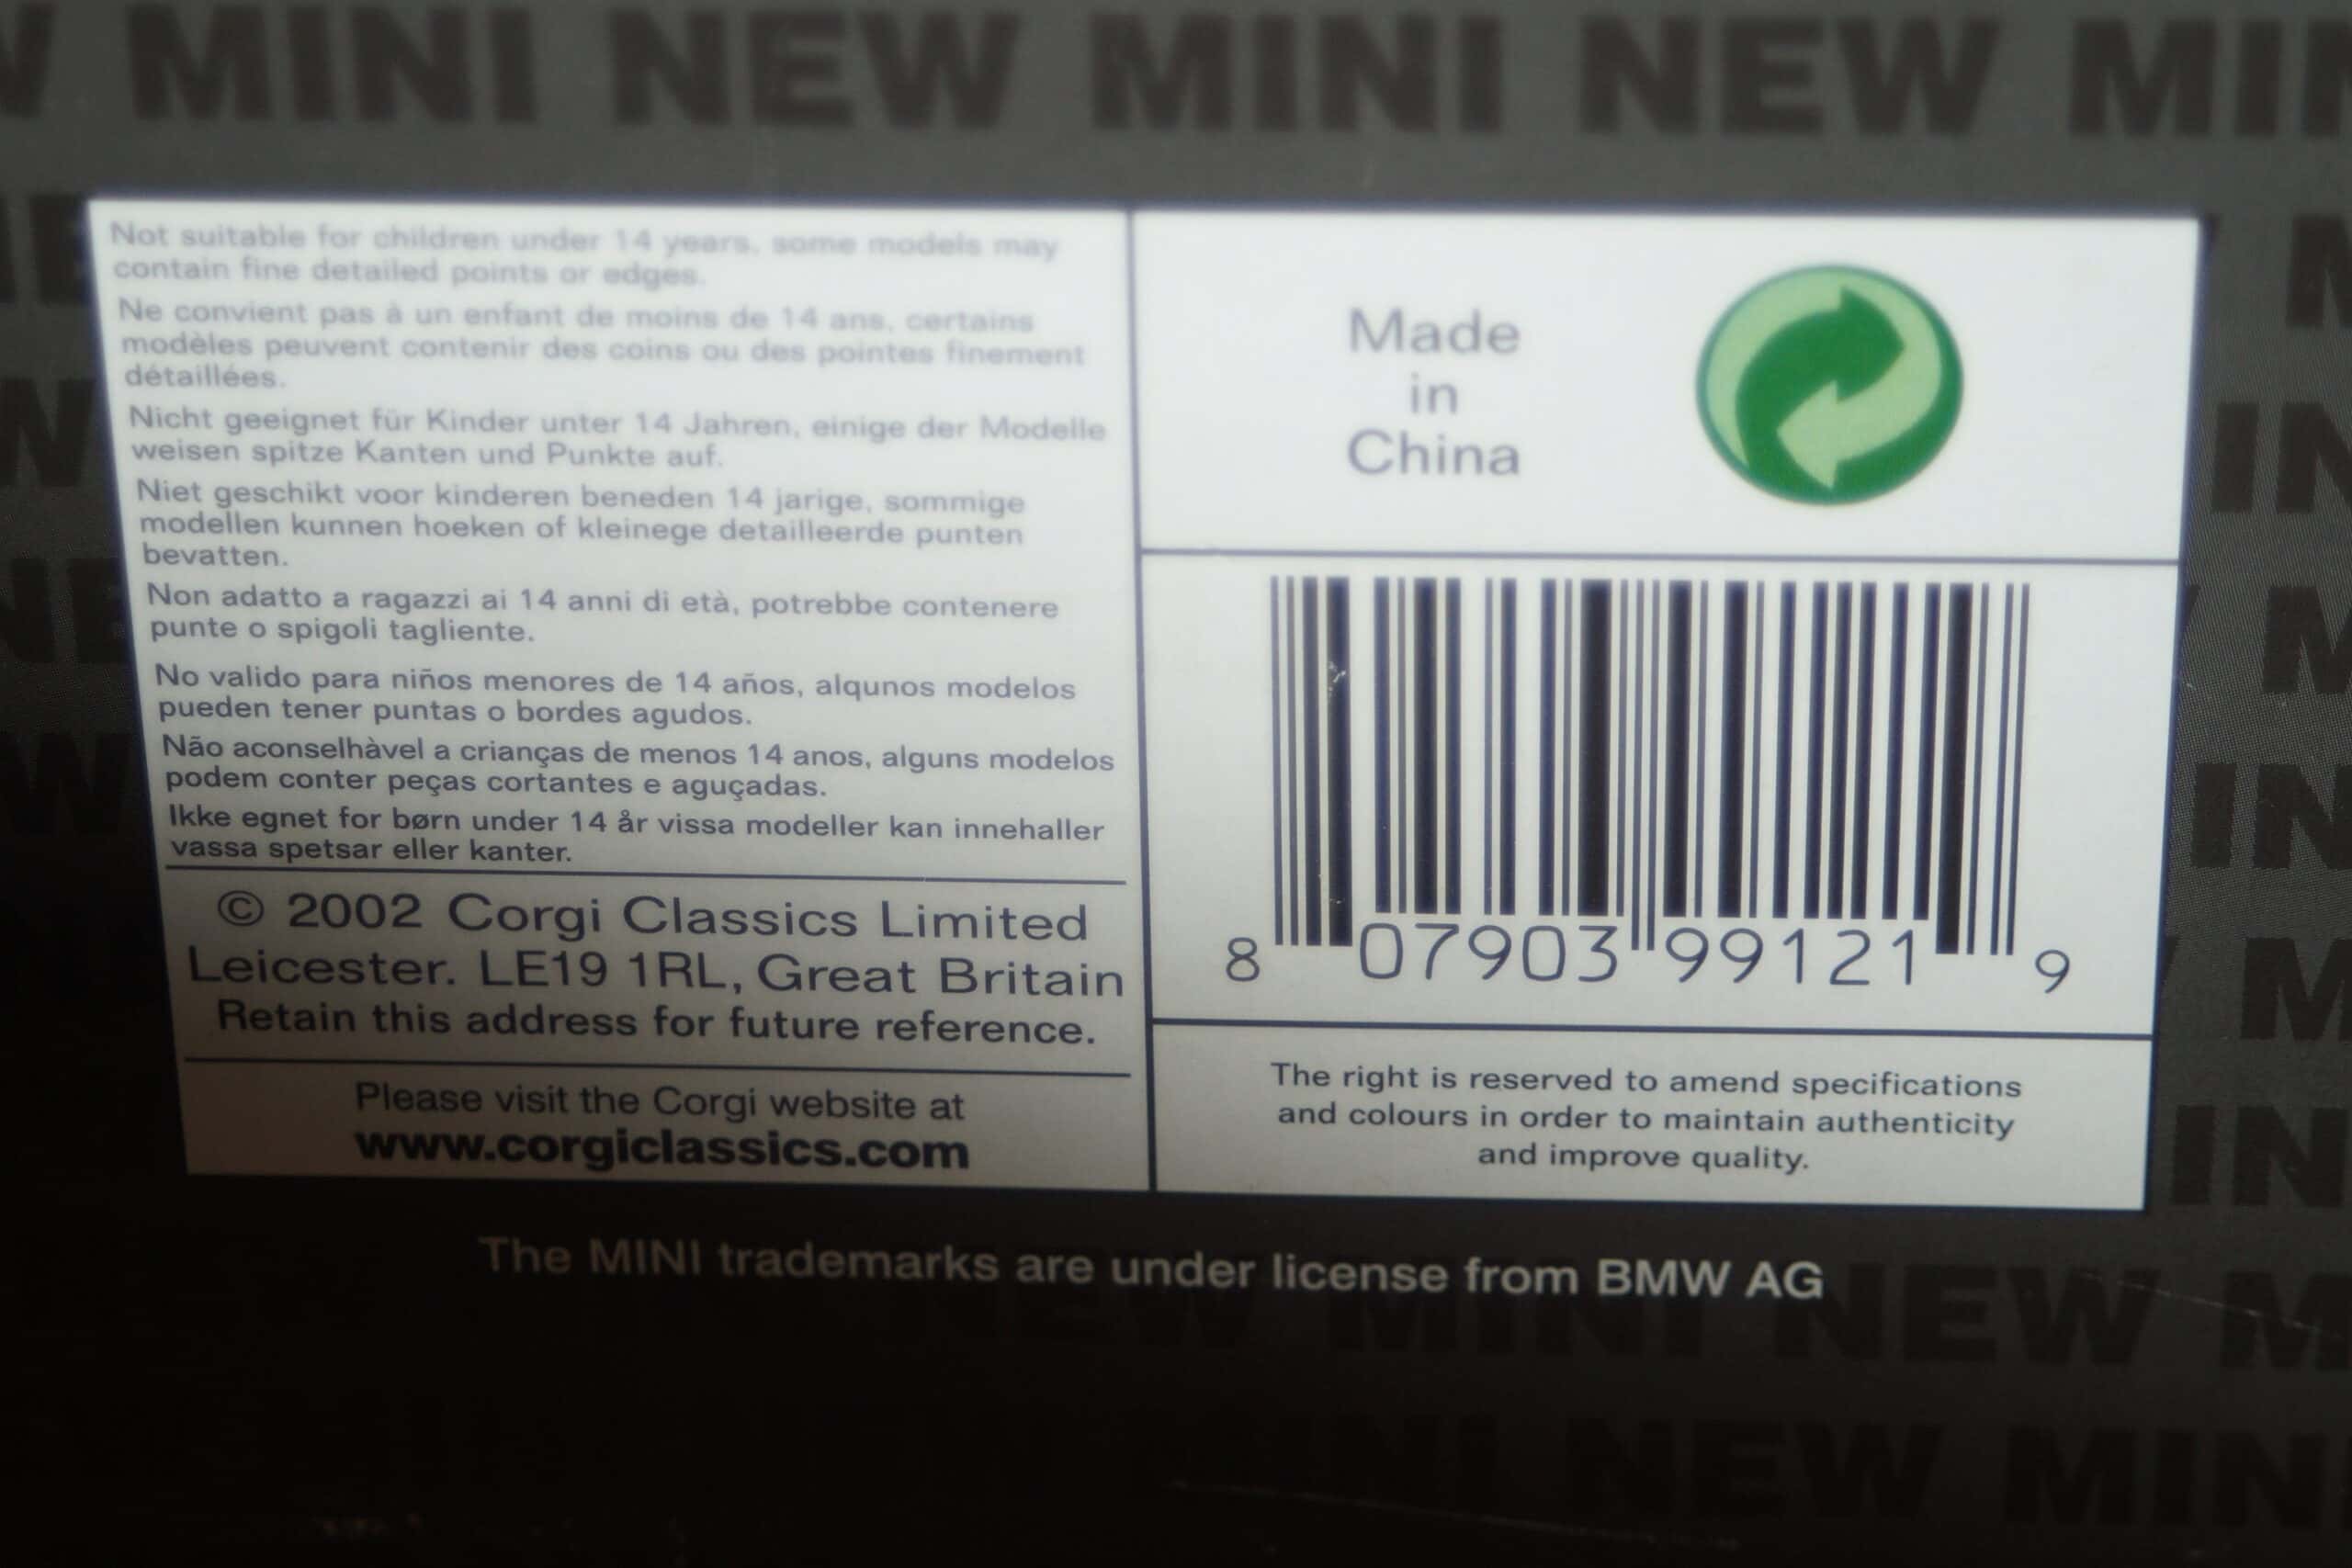 W MINI NEW MINI NEW MIN
Not suitable for children under 14 years, some models may
contain fine detailed points or edges.
Ne convient pas à un enfant de moins de 14 ans, certains
modèles peuvent contenir des coins ou des pointes finement
détaillées.
Nicht geeignet für Kinder unter 14 Jahren, einige der Modelle
weisen spitze Kanten und Punkte auf.
Niet geschikt voor kinderen beneden 14 jarige, sommige
modellen kunnen hoeken of kleinege detailleerde punten
bevatten.
Non adatto a ragazzi ai 14 anni di età, potrebbe contenere
punte o spigoli tagliente.
No valido para niños menores de 14 años, alqunos modelos
pueden tener puntas o bordes agudos.
Não aconselhàvel a crianças de menos 14 anos, alguns modelos
podem conter peças cortantes e aguçadas.
Ikke egnet for børn under 14 år vissa modeller kan innehaller
vassa spetsar eller kanter.
© 2002 Corgi Classics Limited
Leicester. LE19 1RL, Great Britain
Retain this address for future reference.
Please visit the Corgi website at
www.corgiclassics.com
Made
in
China
8 07903 99121 9
The right is reserved to amend specifications
and colours in order to maintain authenticity
and improve quality.
The MINI trademarks are under license from BMW AG
NEW MINI NEW M
INI NEW MINI